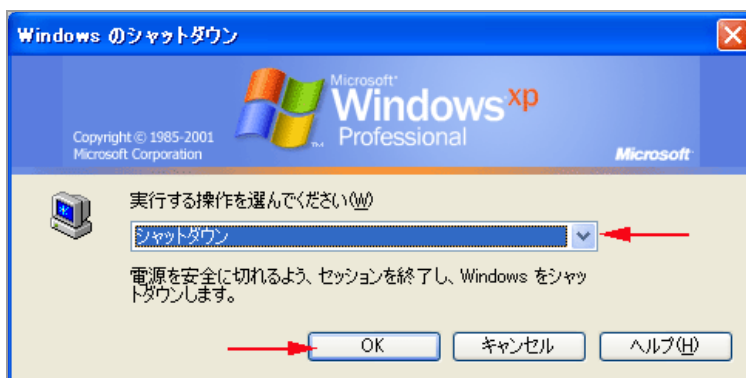 Windows のシャットダウン
Microsoft®
Windows xp
Professional
Copyright © 1985-2001
Microsoft Corporation
Microsoft
実行する操作を選んでください(W)
シャットダウン
電源を安全に切れるよう、セッションを終了し、Windows をシャッ
トダウンします。
OK キャンセル ヘルプ(H)